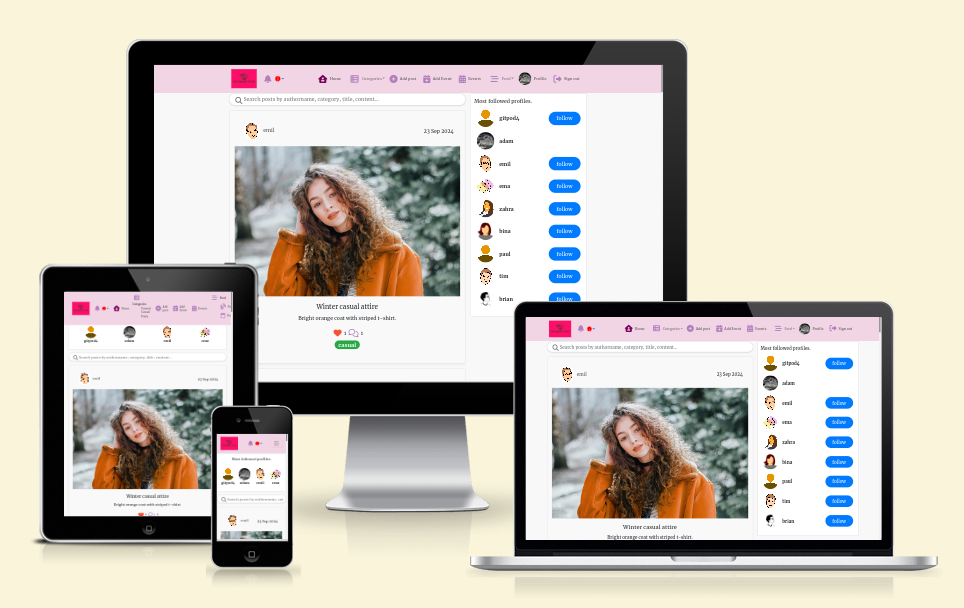 Home Categories Add post Add Event Events Feed Profile Sign out
Search posts by authorname, category, title, content...
emil
23 Sep 2024
Winter casual attire
Bright orange coat with striped t-shirt.
1 1
casual
Most followed profiles.
gitpod4 follow
adam
emil follow
ema follow
zahra follow
bina follow
paul follow
tim follow
brian follow
Home
Categories
Add post
Events
Feed
gitpod4 adam emil ema
Search posts by authorname, category, title, content...
emil
23 Sep 2024
Winter casual attire
Bright orange coat with striped t-shirt.
Most followed profiles
gitpod4 adam emil ema
Search posts by authorname, category, title, con
emil
23 Sep 2024
Home Categories Add post Add Event Events Feed Profile Sign out
Search posts by authorname, category, title, content...
emil
23 Sep 2024
Winter casual attire
Bright orange coat with striped t-shirt.
Most followed profiles.
gitpod4 follow
adam
emil follow
ema follow
zahra follow
bina follow
paul follow
tim follow
brian follow